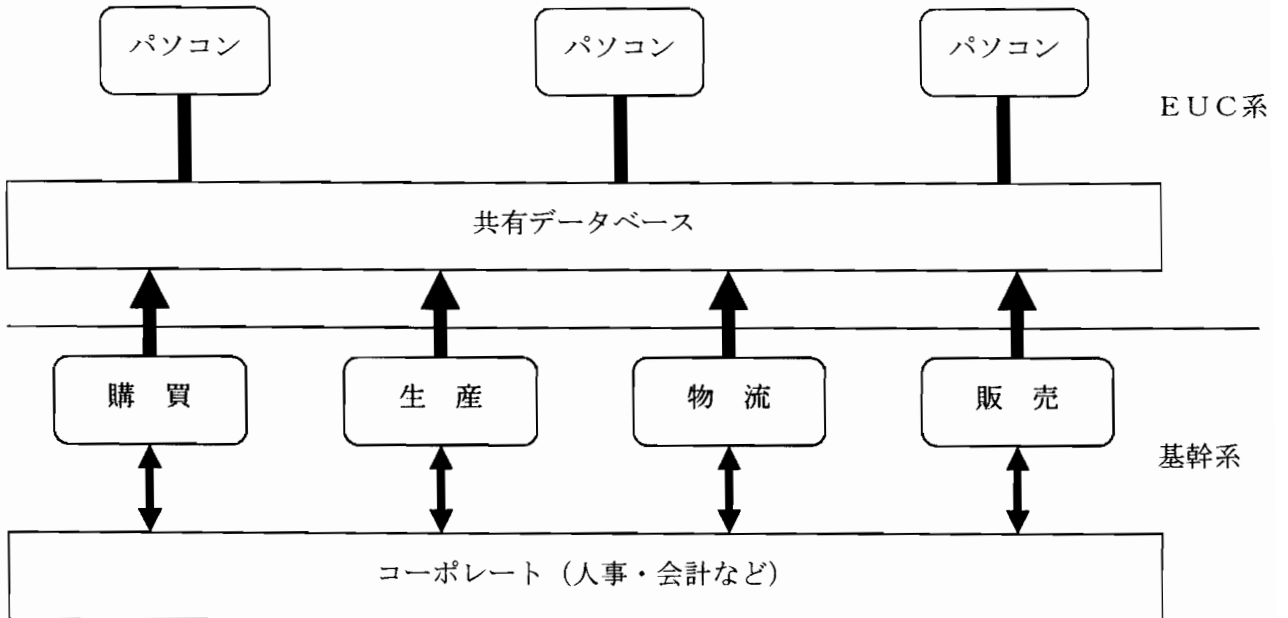 パソコン
パソコン
パソコン
EUC系
共有データベース
購　買
生　産
物　流
販　売
基幹系
コーポレート（人事・会計など）